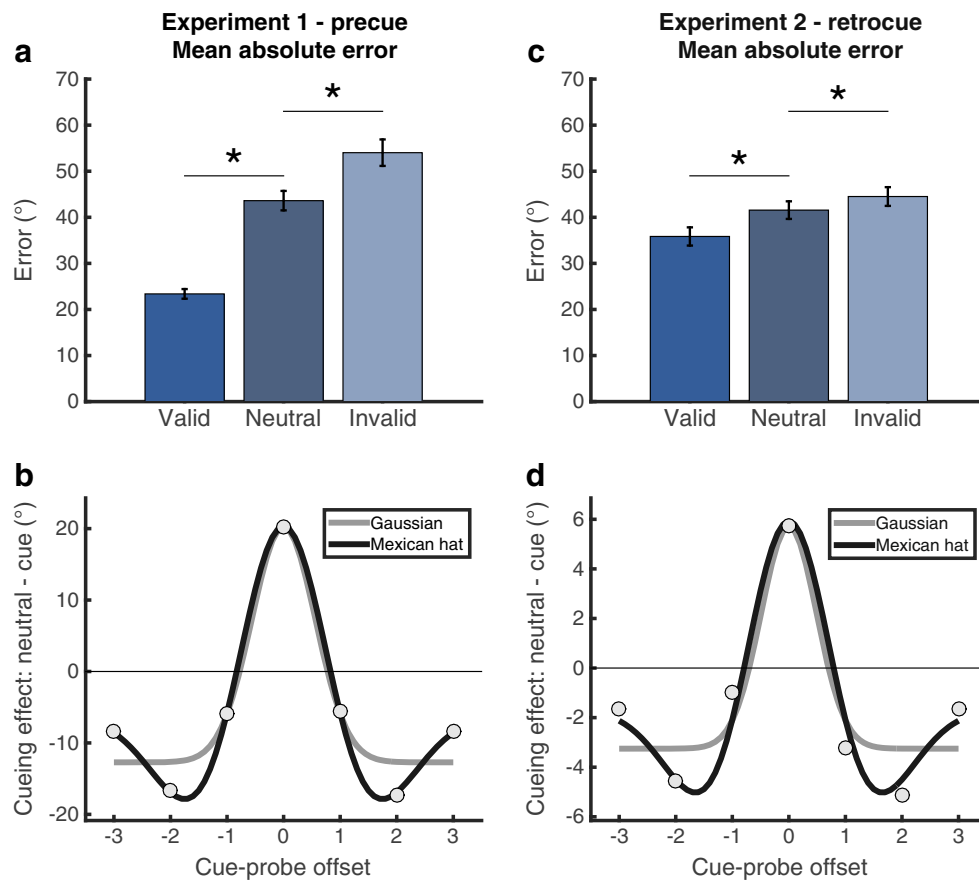 Experiment 1 - precue
Mean absolute error
a
Error (°)
70
60
50
40
30
20
10
0
*
*
Valid Neutral Invalid
Experiment 2 - retrocue
Mean absolute error
c
Error (°)
70
60
50
40
30
20
10
0
*
*
Valid Neutral Invalid
b
Cueing effect: neutral - cue (°)
20
10
0
-10
-20
Gaussian
Mexican hat
-3 -2 -1 0 1 2 3
Cue-probe offset
d
Cueing effect: neutral - cue (°)
6
4
2
0
-2
-4
-6
Gaussian
Mexican hat
-3 -2 -1 0 1 2 3
Cue-probe offset